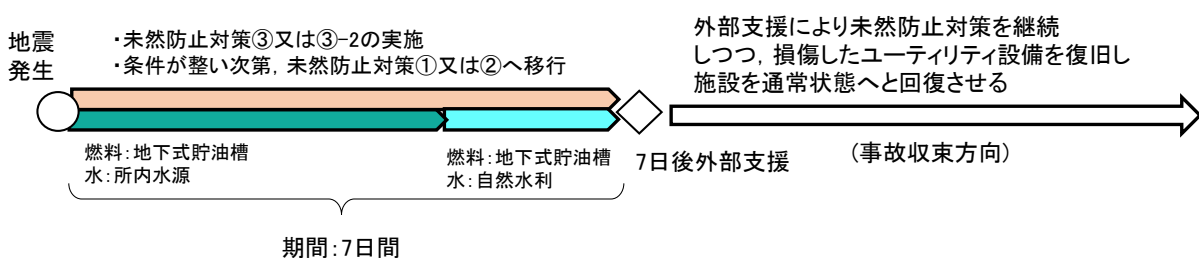 地震
発生
・未然防止対策③又は③-2の実施
・条件が整い次第，未然防止対策①又は②へ移行
外部支援により未然防止対策を継続
しつつ，損傷したユーティリティ設備を復旧し
施設を通常状態へと回復させる
燃料：地下式貯油槽
水：所内水源
燃料：地下式貯油槽
水：自然水利
7日後外部支援
(事故収束方向)
期間：7日間